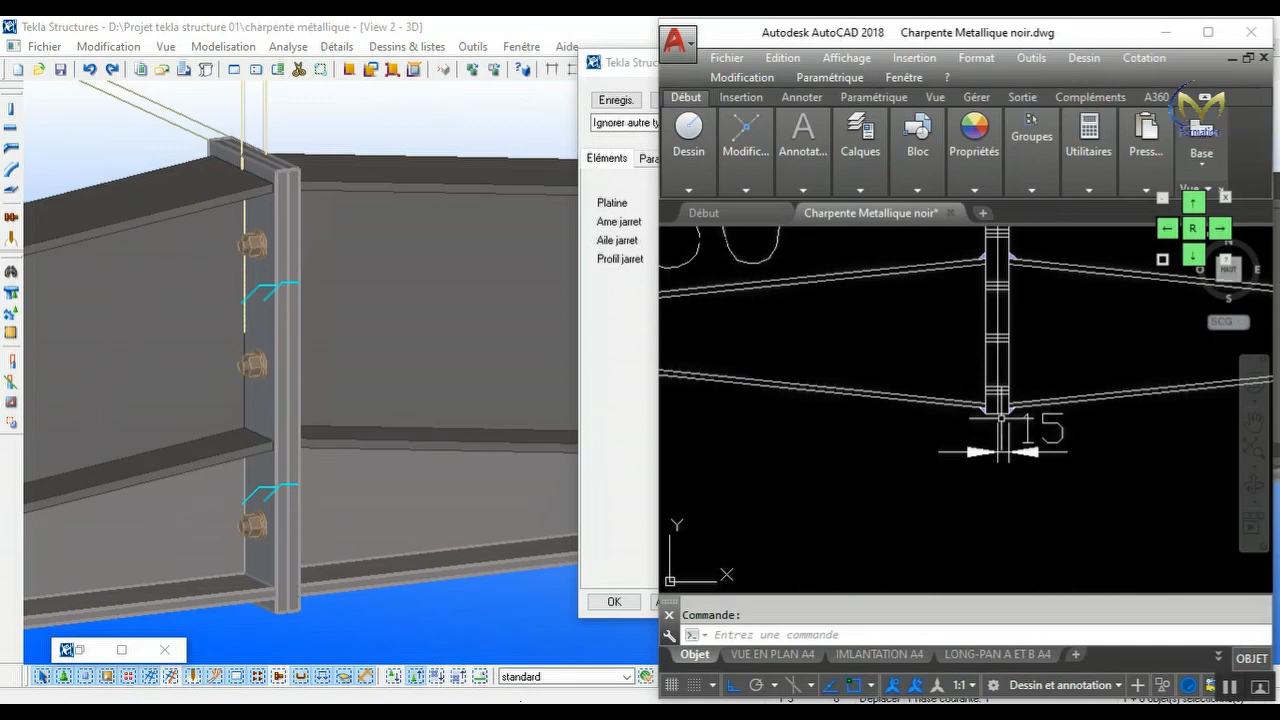 Tekla Structures - D:\Projet tekla structure 01\charpente métallique - [View 2 - 3D]
Fichier Modification Vue Modélisation Analyse Détails Dessins & listes Outils Fenêtre Aide
Tekla Stru
Enregis.
Ignorer autre ty
Eléments Para
Platine
Ame jarret
Aile jarret
Profil jarret
OK A
standard
Autodesk AutoCAD 2018 Charpente Metallique noir.dwg
Fichier Edition Affichage Insertion Format Outils Dessin Cotation
Modification Paramétrique Fenêtre ?
Début Insertion Annoter Paramétrique Vue Gérer Sortie Compléments A360
Dessin Modific... Annotat... Calques Bloc Propriétés Groupes Utilitaires Press... Base
Vue
Début Charpente Metallique noir* +
R
N
O HAUT E
S
SCG
15
Y
X
Commande:
Entrez une commande
Objet VUE EN PLAN A4 IMLANTATION A4 LONG-PAN A ET B A4 +
OBJET
1:1 Dessin et annotation